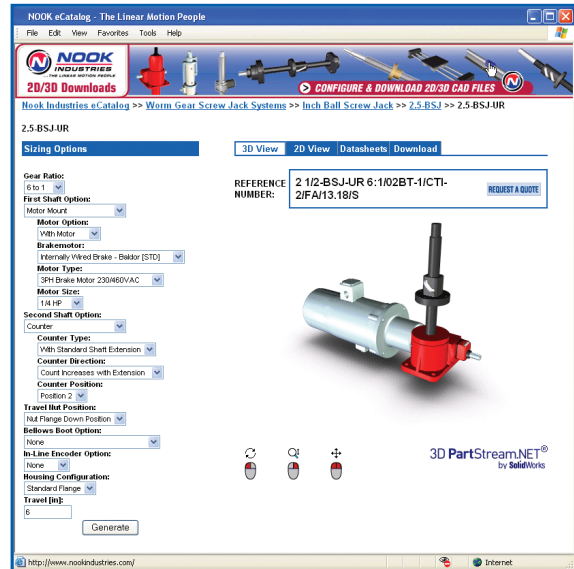 NOOK eCatalog - The Linear Motion People
File Edit View Favorites Tools Help
NOOK
INDUSTRIES
...THE LINEAR MOTION PEOPLE
2D/3D Downloads
CONFIGURE & DOWNLOAD 2D/3D CAD FILES
Nook Industries eCatalog >> Worm Gear Screw Jack Systems >> Inch Ball Screw Jack >> 2.5-BSJ >> 2.5-BSJ-UR
2.5-BSJ-UR
Sizing Options
3D View 2D View Datasheets Download
Gear Ratio:
6 to 1
First Shaft Option:
Motor Mount
Motor Option:
With Motor
Brakemotor:
Internally Wired Brake - Baldor [STD]
Motor Type:
3PH Brake Motor 230/460VAC
Motor Size:
1/4 HP
Second Shaft Option:
Counter
Counter Type:
With Standard Shaft Extension
Counter Direction:
Count Increases with Extension
Counter Position:
Position 2
Travel Nut Position:
Nut Flange Down Position
Bellows Boot Option:
None
In-Line Encoder Option:
None
Housing Configuration:
Standard Flange
Travel [in]:
6
Generate
REFERENCE NUMBER:
2 1/2-BSJ-UR 6:1/02BT-1/CTI-
2/FA/13.18/S
REQUEST A QUOTE
3D PartStream.NET®
by SolidWorks
http://www.nookindustries.com/
Internet